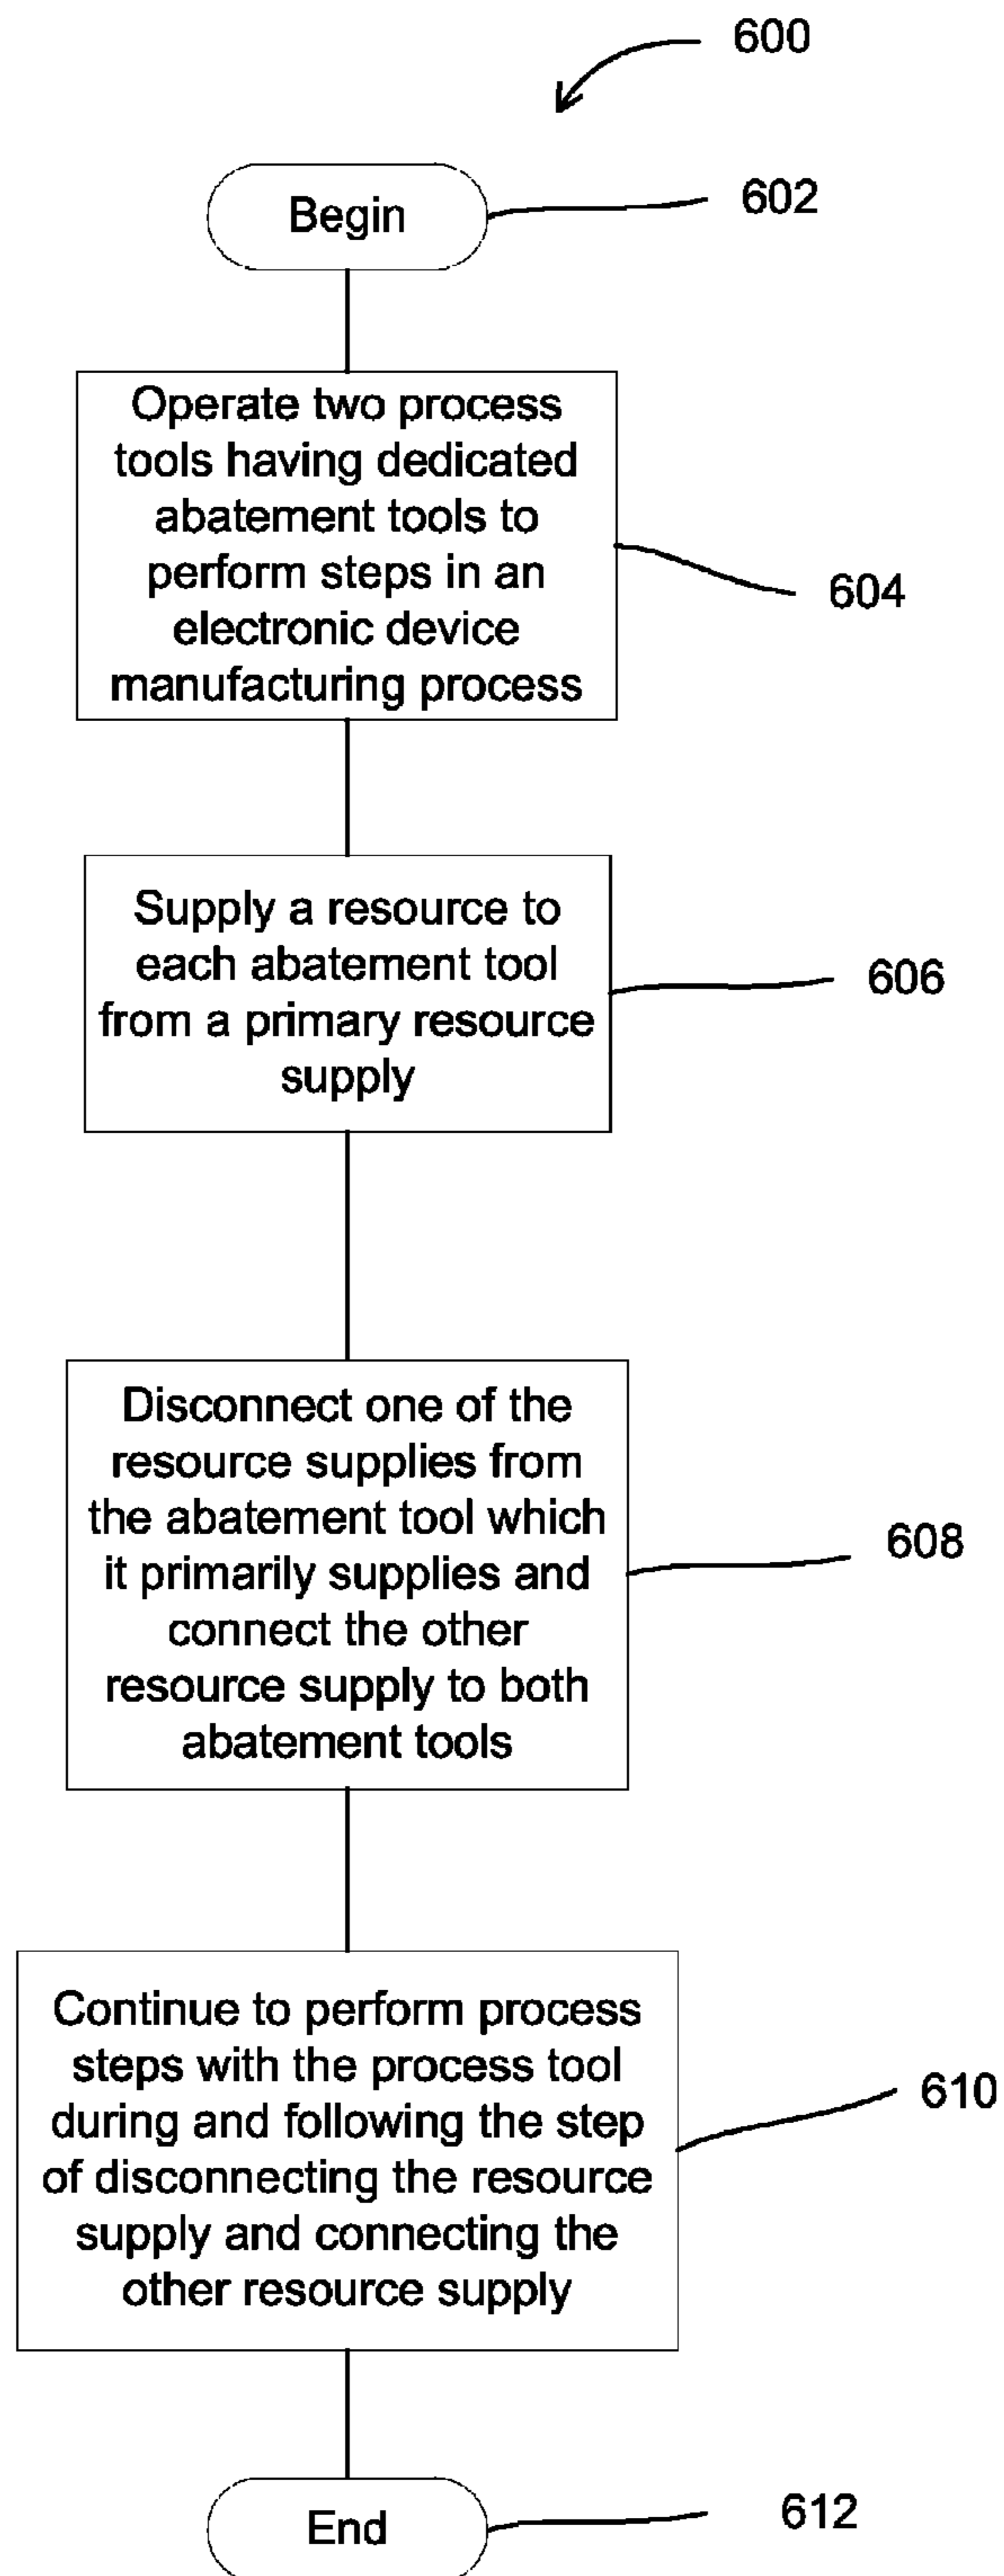 600
Begin
602
Operate two process
tools having dedicated
abatement tools to
perform steps in an
electronic device
manufacturing process
604
Supply a resource to
each abatement tool
from a primary resource
supply
606
Disconnect one of the
resource supplies from
the abatement tool which
it primarily supplies and
connect the other
resource supply to both
abatement tools
608
Continue to perform process
steps with the process tool
during and following the step
of disconnecting the resource
supply and connecting the
other resource supply
610
End
612